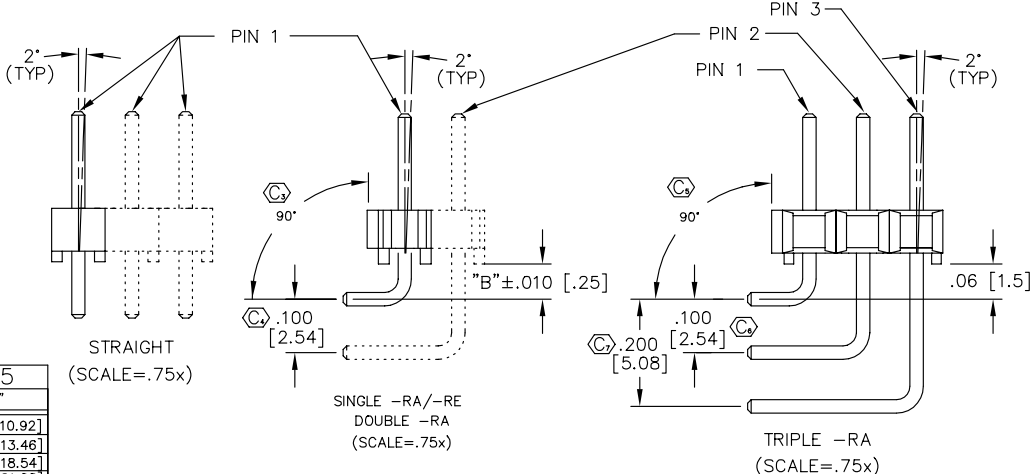 PIN 1
2°
(TYP)
STRAIGHT
(SCALE=.75x)
2°
(TYP)
PIN 2
C3
90°
"B"±.010 [.25]
C4
.100
[2.54]
SINGLE -RA/-RE
DOUBLE -RA
(SCALE=.75x)
PIN 3
PIN 1
2°
(TYP)
C5
90°
.06 [1.5]
.100
[2.54]
C6
C7
.200
[5.08]
TRIPLE -RA
(SCALE=.75x)
5
"
10.92]
13.46]
18.54]